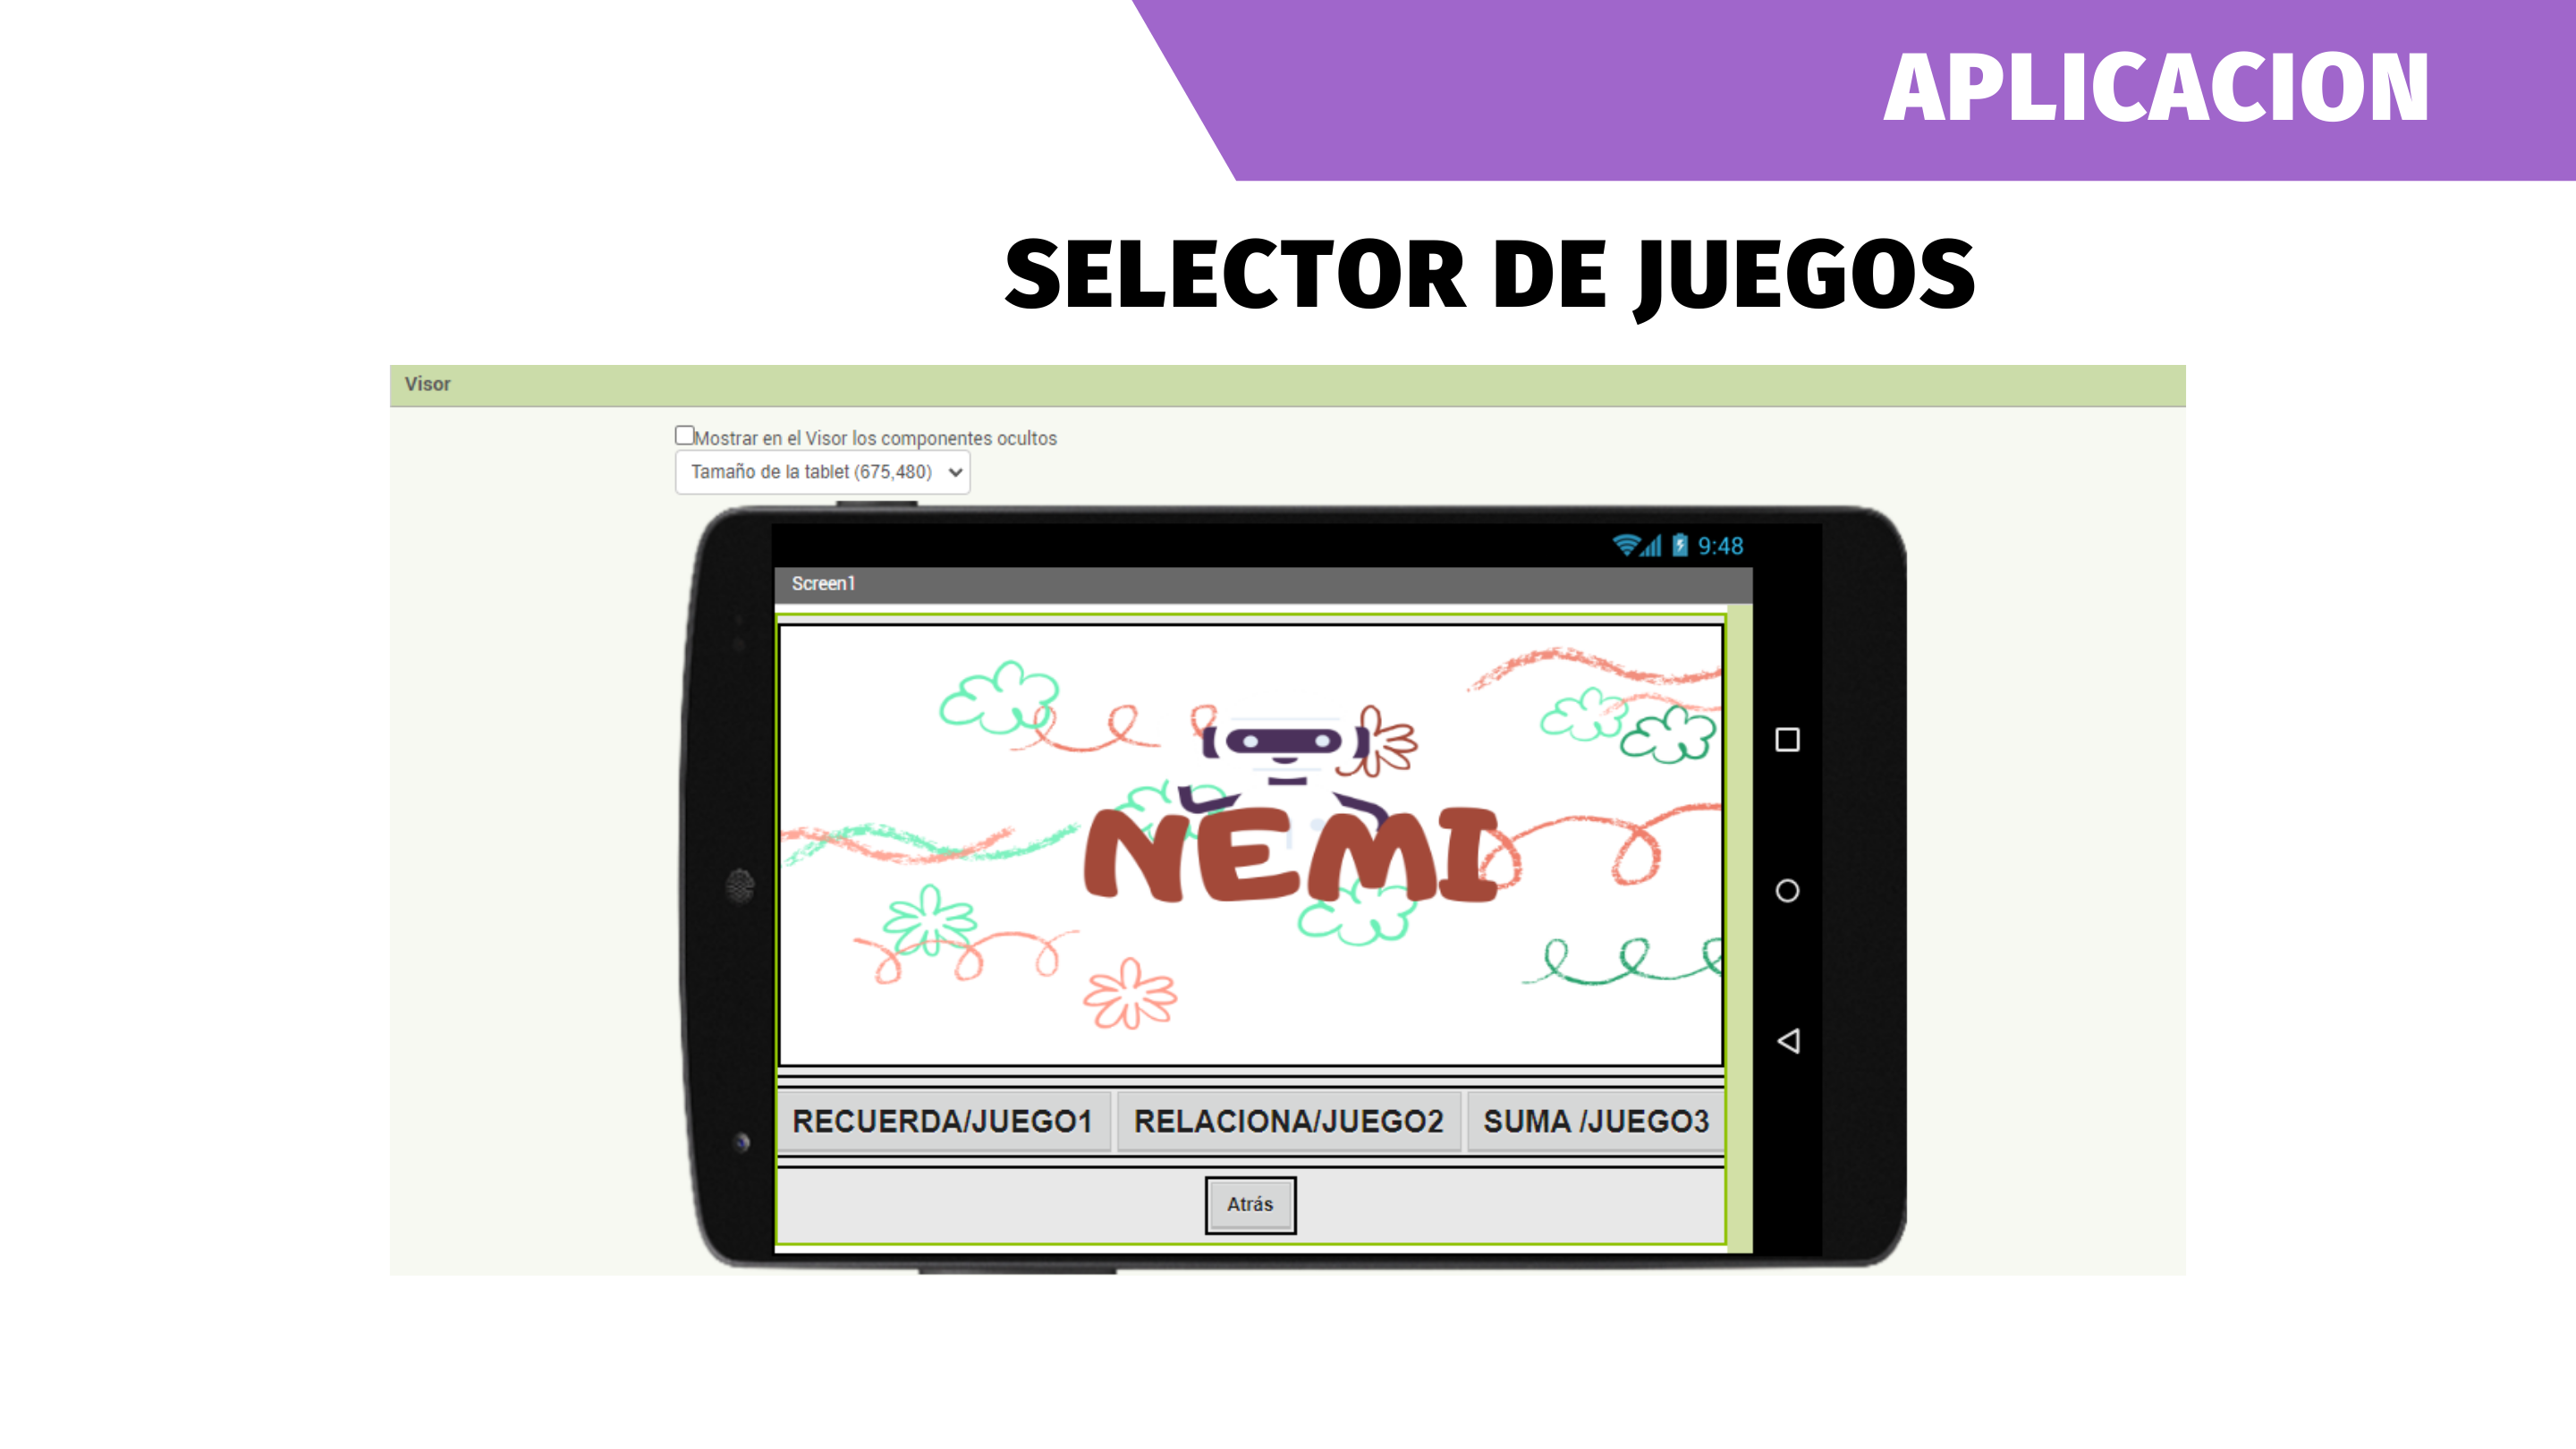 APLICACION
SELECTOR DE JUEGOS
Visor
Mostrar en el Visor los componentes ocultos
Tamaño de la tablet (675,480)
9:48
Screen1
NEMI
RECUERDA/JUEGO1 RELACIONA/JUEGO2 SUMA /JUEGO3
Atrás